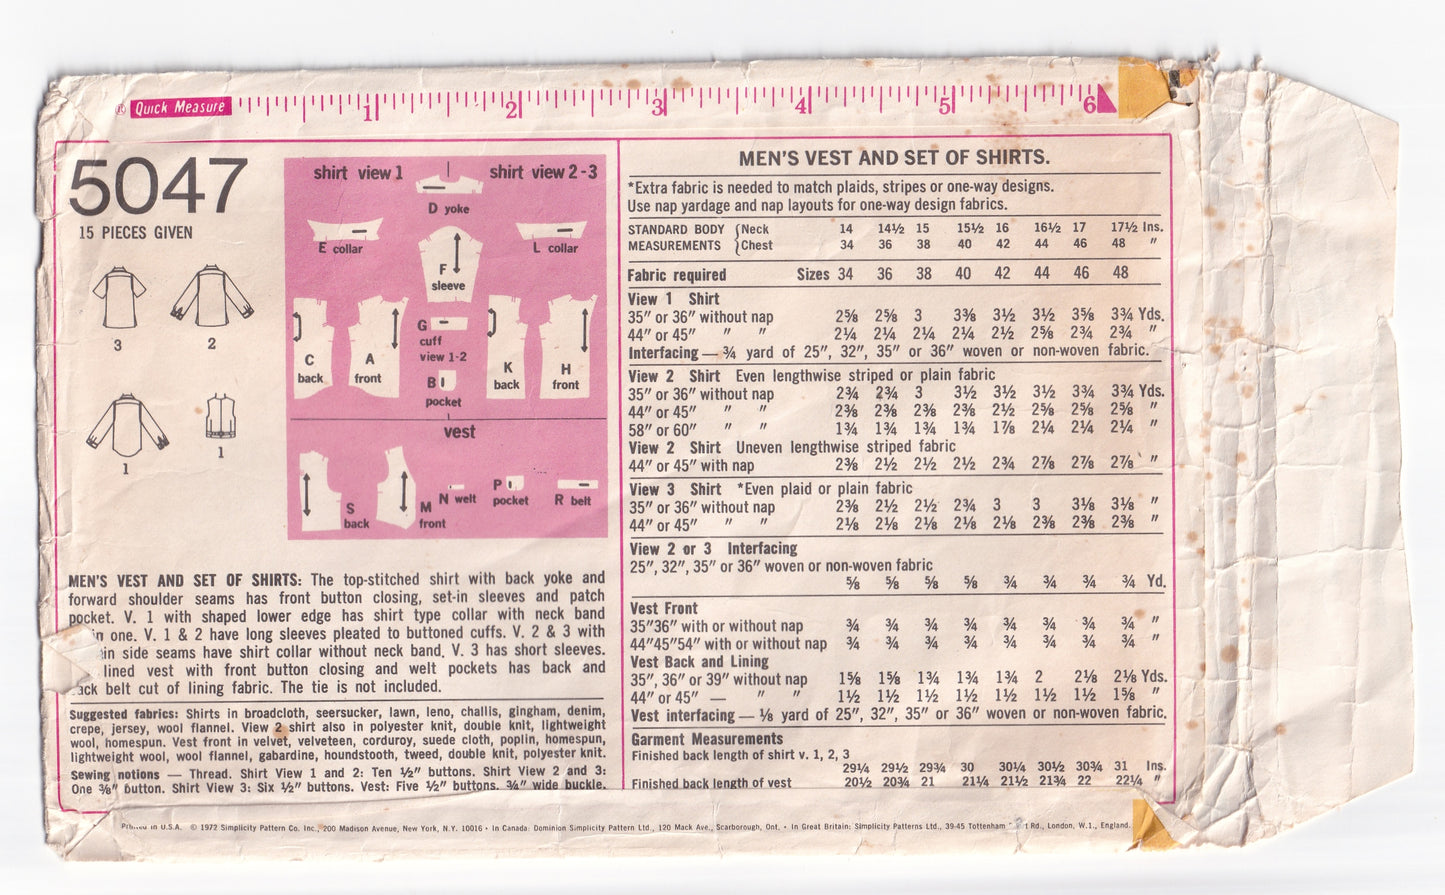 ® Quick Measure 1 2 3 4 5 6
5047
15 PIECES GIVEN
3
2
1
1
shirt view 1
shirt view 2-3
D yoke
E collar
L collar
F
sleeve
G
cuff
view 1-2
C
back
A
front
K
back
H
front
B
pocket
vest
S
back
M
front
N welt
P
pocket
R belt
MEN'S VEST AND SET OF SHIRTS: The top-stitched shirt with back yoke and
forward shoulder seams has front button closing, set-in sleeves and patch
pocket. V. 1 with shaped lower edge has shirt type collar with neck band
in one. V. 1 & 2 have long sleeves pleated to buttoned cuffs. V. 2 & 3 with
side seams have shirt collar without neck band. V. 3 has short sleeves.
lined vest with front button closing and welt pockets has back and
belt cut of lining fabric. The tie is not included.
Suggested fabrics: Shirts in broadcloth, seersucker, lawn, leno, challis, gingham, denim,
crepe, jersey, wool flannel. View 2 shirt also in polyester knit, double knit, lightweight
wool, homespun. Vest front in velvet, velveteen, corduroy, suede cloth, poplin, homespun,
lightweight wool, wool flannel, gabardine, houndstooth, tweed, double knit, polyester knit.
Sewing notions — Thread. Shirt View 1 and 2: Ten ½" buttons. Shirt View 2 and 3:
One ⅜" button. Shirt View 3: Six ½" buttons. Vest: Five ½" buttons. ¾" wide buckle.
MEN'S VEST AND SET OF SHIRTS.
*Extra fabric is needed to match plaids, stripes or one-way designs.
Use nap yardage and nap layouts for one-way design fabrics.
STANDARD BODY { Neck 14 14½ 15 15½ 16 16½ 17 17½ Ins.
MEASUREMENTS { Chest 34 36 38 40 42 44 46 48 "
Fabric required Sizes 34 36 38 40 42 44 46 48
View 1 Shirt
35" or 36" without nap 2⅝ 2⅝ 3 3⅜ 3½ 3½ 3⅝ 3¾ Yds.
44" or 45" " " 2¼ 2¼ 2¼ 2¼ 2½ 2⅝ 2¾ 2¾ "
Interfacing — ¾ yard of 25", 32", 35" or 36" woven or non-woven fabric.
View 2 Shirt Even lengthwise striped or plain fabric
35" or 36" without nap 2¾ 2¾ 3 3½ 3½ 3½ 3¾ 3¾ Yds.
44" or 45" " " 2⅜ 2⅜ 2⅜ 2⅜ 2½ 2⅝ 2⅝ 2⅝ "
58" or 60" " " 1¾ 1¾ 1¾ 1¾ 1⅞ 2¼ 2¼ 2¼ "
View 2 Shirt Uneven lengthwise striped fabric
44" or 45" with nap 2⅜ 2½ 2½ 2½ 2¾ 2⅞ 2⅞ 2⅞ "
View 3 Shirt *Even plaid or plain fabric
35" or 36" without nap 2⅜ 2½ 2½ 2¾ 3 3 3⅛ 3⅛ "
44" or 45" " " 2⅛ 2⅛ 2⅛ 2⅛ 2⅛ 2⅜ 2⅜ 2⅜ "
View 2 or 3 Interfacing
25", 32", 35" or 36" woven or non-woven fabric
⅝ ⅝ ⅝ ⅝ ¾ ¾ ¾ ¾ Yd.
Vest Front
35"36" with or without nap ¾ ¾ ¾ ¾ ¾ ¾ ¾ ¾ "
44"45"54" with or without nap ¾ ¾ ¾ ¾ ¾ ¾ ¾ ¾ "
Vest Back and Lining
35", 36" or 39" without nap 1⅝ 1⅝ 1¾ 1¾ 1¾ 2 2⅛ 2⅛ Yds.
44" or 45" — " " 1½ 1½ 1½ 1½ 1½ 1½ 1½ 1⅝ "
Vest interfacing — ⅛ yard of 25", 32", 35" or 36" woven or non-woven fabric.
Garment Measurements
Finished back length of shirt v. 1, 2, 3
29¼ 29½ 29¾ 30 30¼ 30½ 30¾ 31 Ins.
Finished back length of vest 20½ 20¾ 21 21¼ 21½ 21¾ 22 22¼ "
Printed in U.S.A. © 1972 Simplicity Pattern Co. Inc., 200 Madison Avenue, New York, N.Y. 10016 • In Canada: Dominion Simplicity Pattern Ltd., 120 Mack Ave., Scarborough, Ont. • In Great Britain: Simplicity Patterns Ltd., 39-45 Tottenham Rd., London, W.1., England.